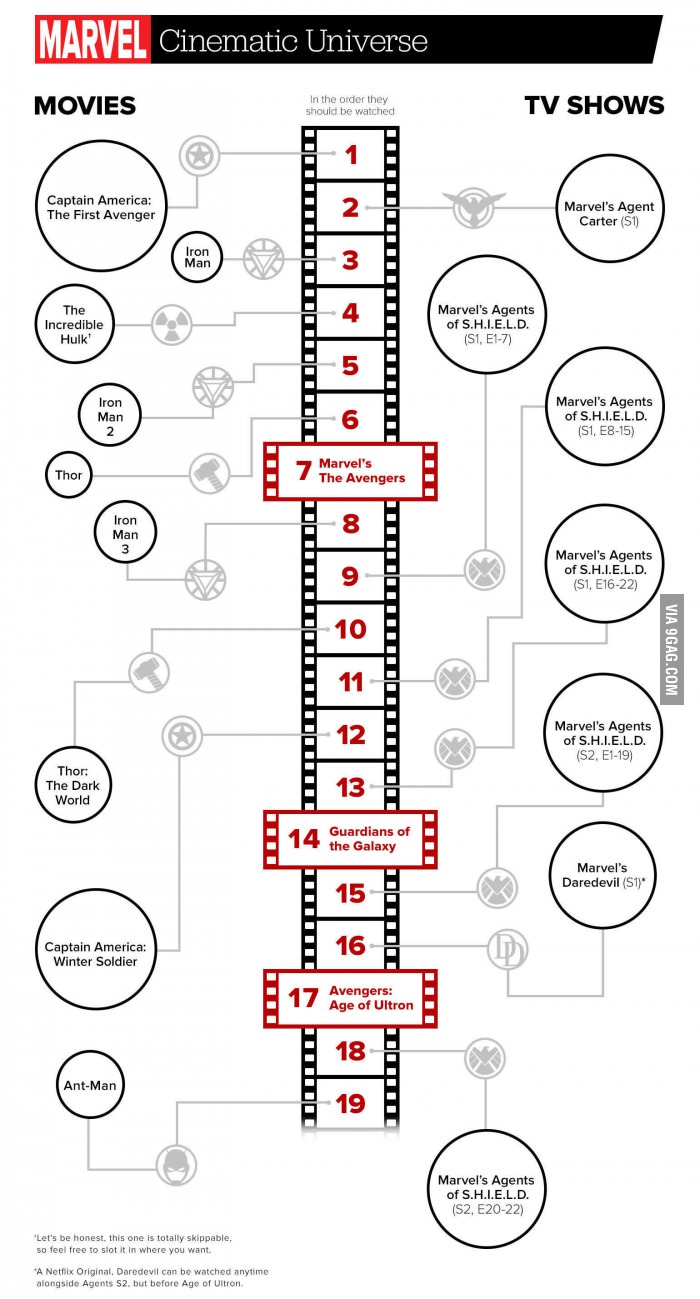 MARVEL Cinematic Universe
MOVIES
In the order they
should be watched
TV SHOWS
1
Captain America:
The First Avenger
2
Marvel's Agent
Carter (S1)
Iron
Man
3
The
Incredible
Hulk†
4
Marvel's Agents
of S.H.I.E.L.D.
(S1, E1-7)
5
Iron
Man
2
Marvel's Agents
of S.H.I.E.L.D.
(S1, E8-15)
6
Thor
7 Marvel's
The Avengers
Iron
Man
3
8
Marvel's Agents
of S.H.I.E.L.D.
(S1, E16-22)
9
10
VIA 9GAG.COM
11
12
Marvel's Agents
of S.H.I.E.L.D.
(S2, E1-19)
Thor:
The Dark
World
13
14 Guardians of
the Galaxy
15
Marvel's
Daredevil (S1)*
DD
16
Captain America:
Winter Soldier
17 Avengers:
Age of Ultron
18
Ant-Man
19
Marvel's Agents
of S.H.I.E.L.D.
(S2, E20-22)
†Let's be honest, this one is totally skippable,
so feel free to slot it in where you want.
*A Netflix Original, Daredevil can be watched anytime
alongside Agents S2, but before Age of Ultron.